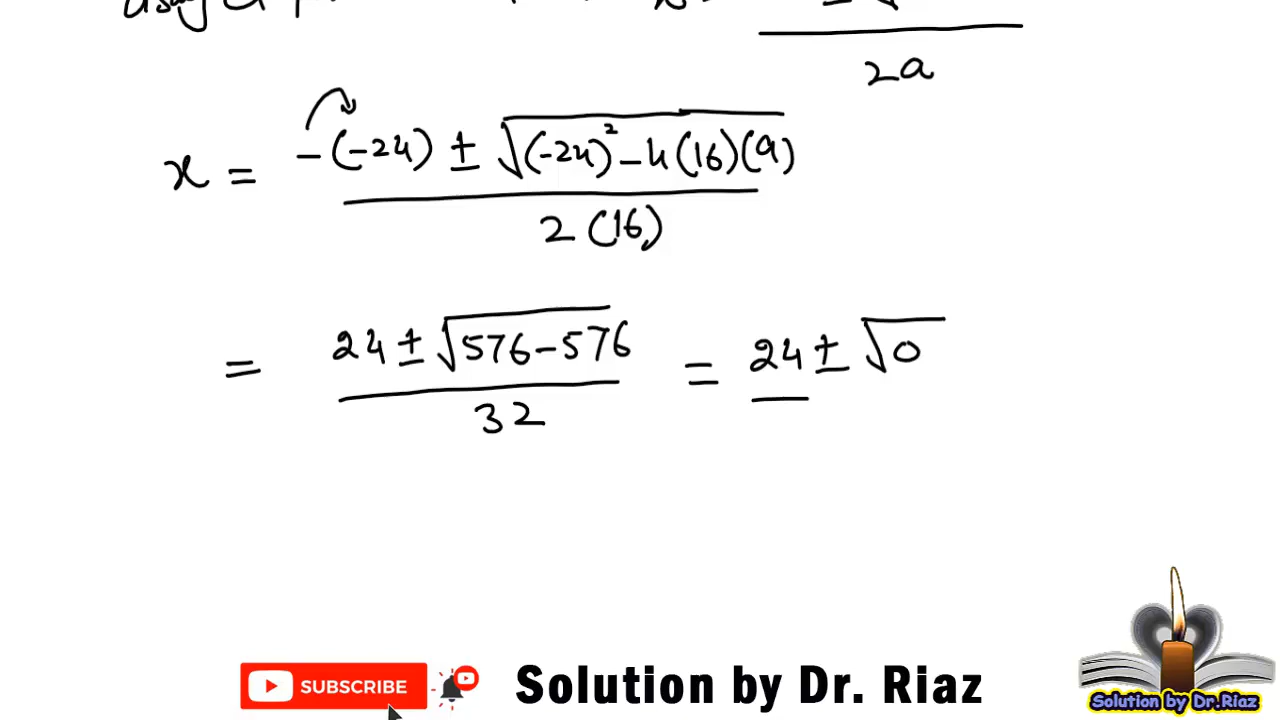 2a
x = -(-24) ± √(-24)² - 4(16)(9)
2(16)
= 24 ± √576-576 = 24 ± √0
32
SUBSCRIBE
Solution by Dr. Riaz
Solution by Dr.Riaz